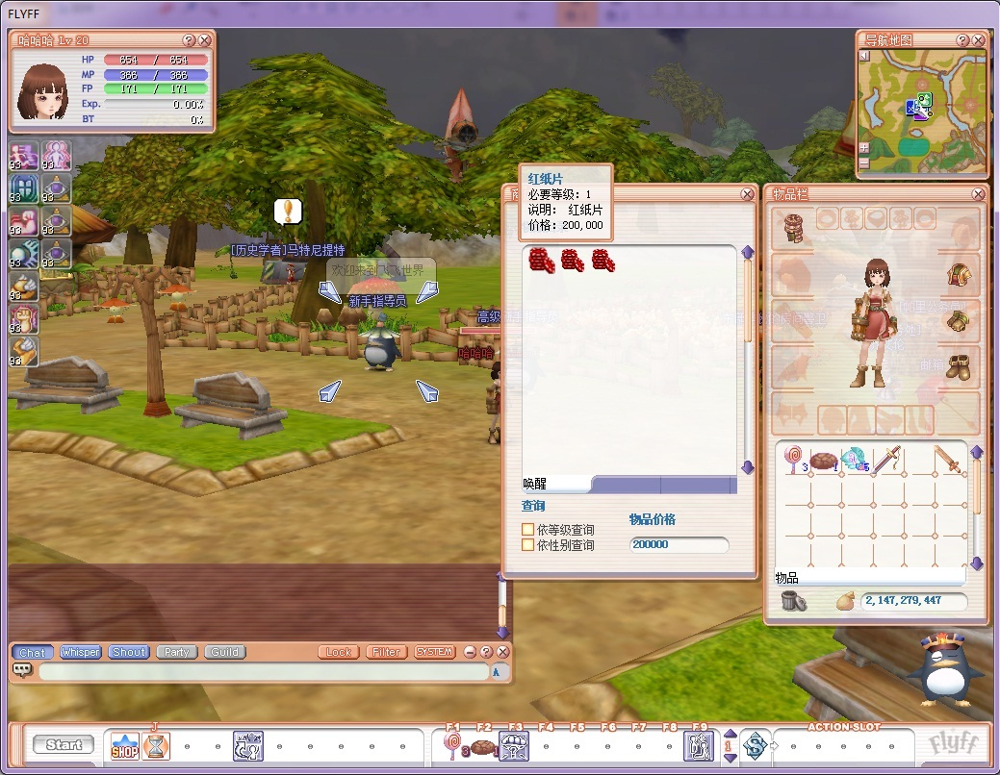 FLYFF
哈哈哈 Lv 20
HP 654 / 654
MP 366 / 366
FP 171 / 171
Exp. 0.00%
BT 0%
93 93
93 93
93 93
93 93
93
93
93
导航地图
[历史学者]马特尼提特
欢迎来到飞飞世界
新手指导员
高级
哈哈哈
红纸片
必要等级: 1
说明: 红纸片
价格: 200,000
唤醒
查询
依等级查询
依性别查询
物品价格
200000
物品栏
邮箱
3 1 5
物品
2,147,279,447
Chat Whisper Shout Party Guild Lock Filter SYSTEM
A
Start SHOP J
F1 F2 F3 F4 F5 F6 F7 F8 F9
3 1
1
S
ACTION SLOT
Flyff